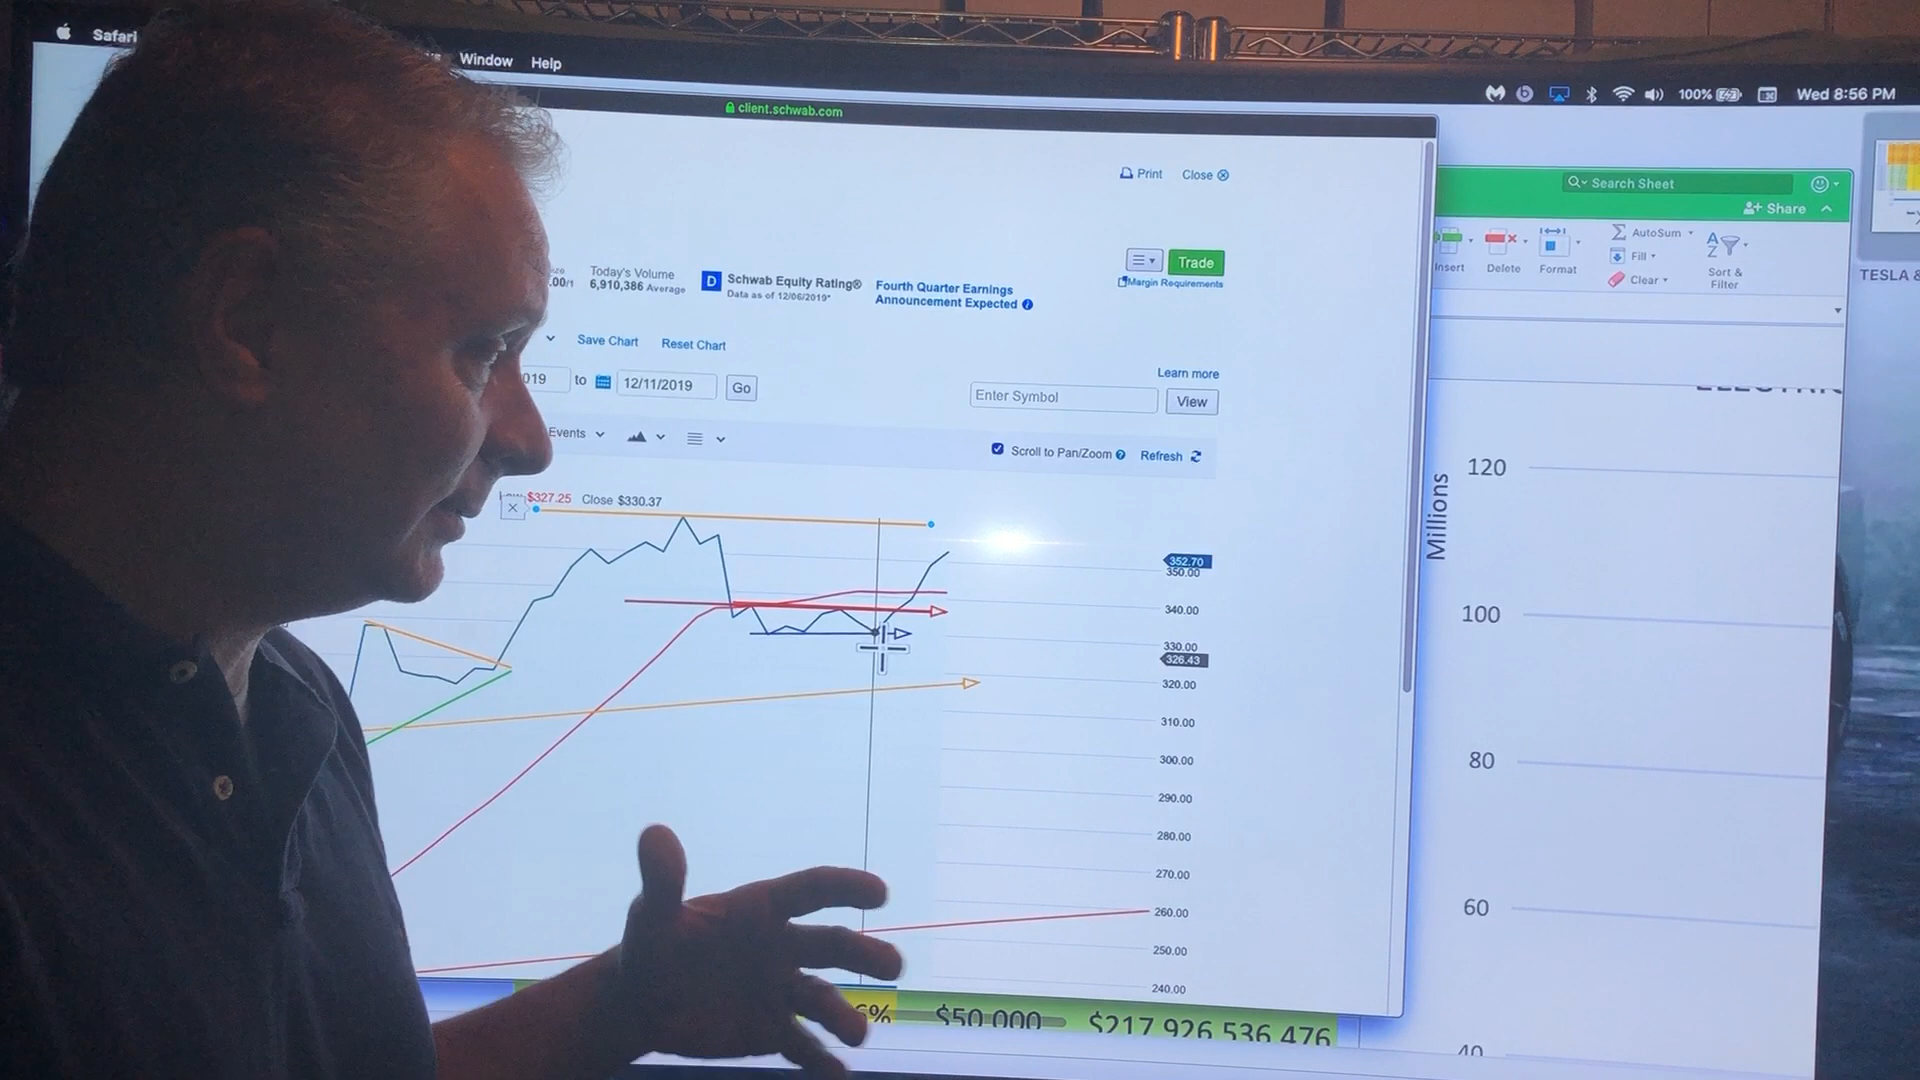 Safari
Window Help
100% Wed 8:56 PM
client.schwab.com
Print Close
Search Sheet
Share
AutoSum
Fill
Clear
Insert Delete Format
Sort &
Filter
TESLA &
.00/1
Today's Volume
6,910,386 Average
D
Schwab Equity Rating®
Data as of 12/06/2019*
Fourth Quarter Earnings
Announcement Expected
Trade
Margin Requirements
Save Chart Reset Chart
019 to 12/11/2019 Go
Learn more
Enter Symbol View
Events
Scroll to Pan/Zoom Refresh
$327.25 Close $330.37
352.70
350.00
340.00
330.00
326.43
320.00
310.00
300.00
290.00
280.00
270.00
260.00
250.00
240.00
Millions
120
100
80
60
40
6% $50,000 $217,926,536,476